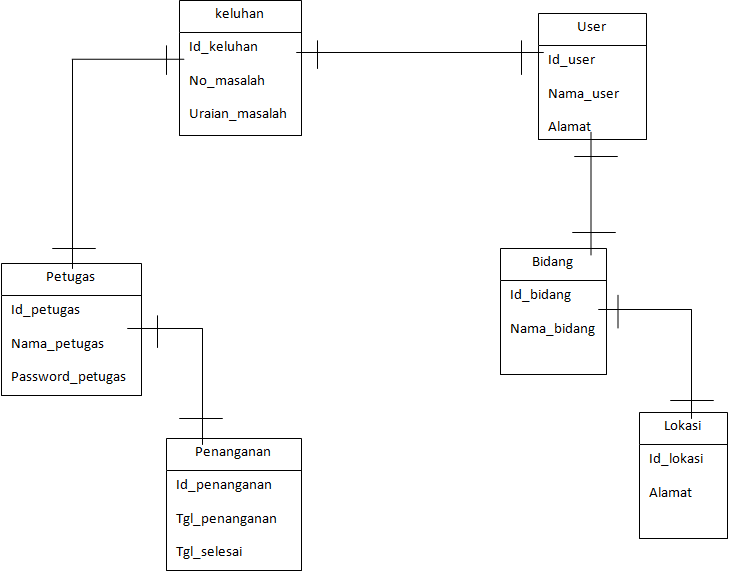 keluhan
Id_keluhan
No_masalah
Uraian_masalah
User
Id_user
Nama_user
Alamat
Petugas
Id_petugas
Nama_petugas
Password_petugas
Bidang
Id_bidang
Nama_bidang
Penanganan
Id_penanganan
Tgl_penanganan
Tgl_selesai
Lokasi
Id_lokasi
Alamat